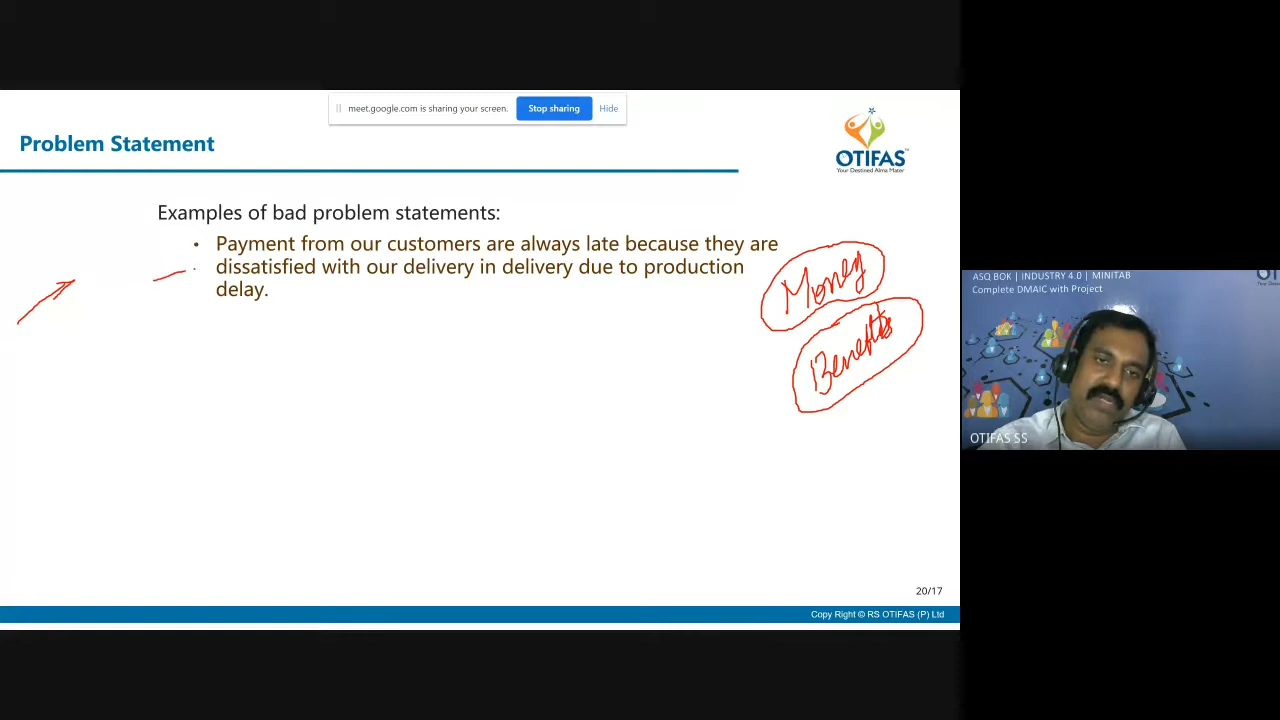 meet.google.com is sharing your screen.
Stop sharing
Hide
Problem Statement
OTIFAS
Your Destined Alma Mater
Examples of bad problem statements:
• Payment from our customers are always late because they are
dissatisfied with our delivery in delivery due to production
delay.
Money
Benefits
ASQ BOK | INDUSTRY 4.0 | MINITAB
Complete DMAIC with Project
OTIFAS SS
20/17
Copy Right © RS OTIFAS (P) Ltd